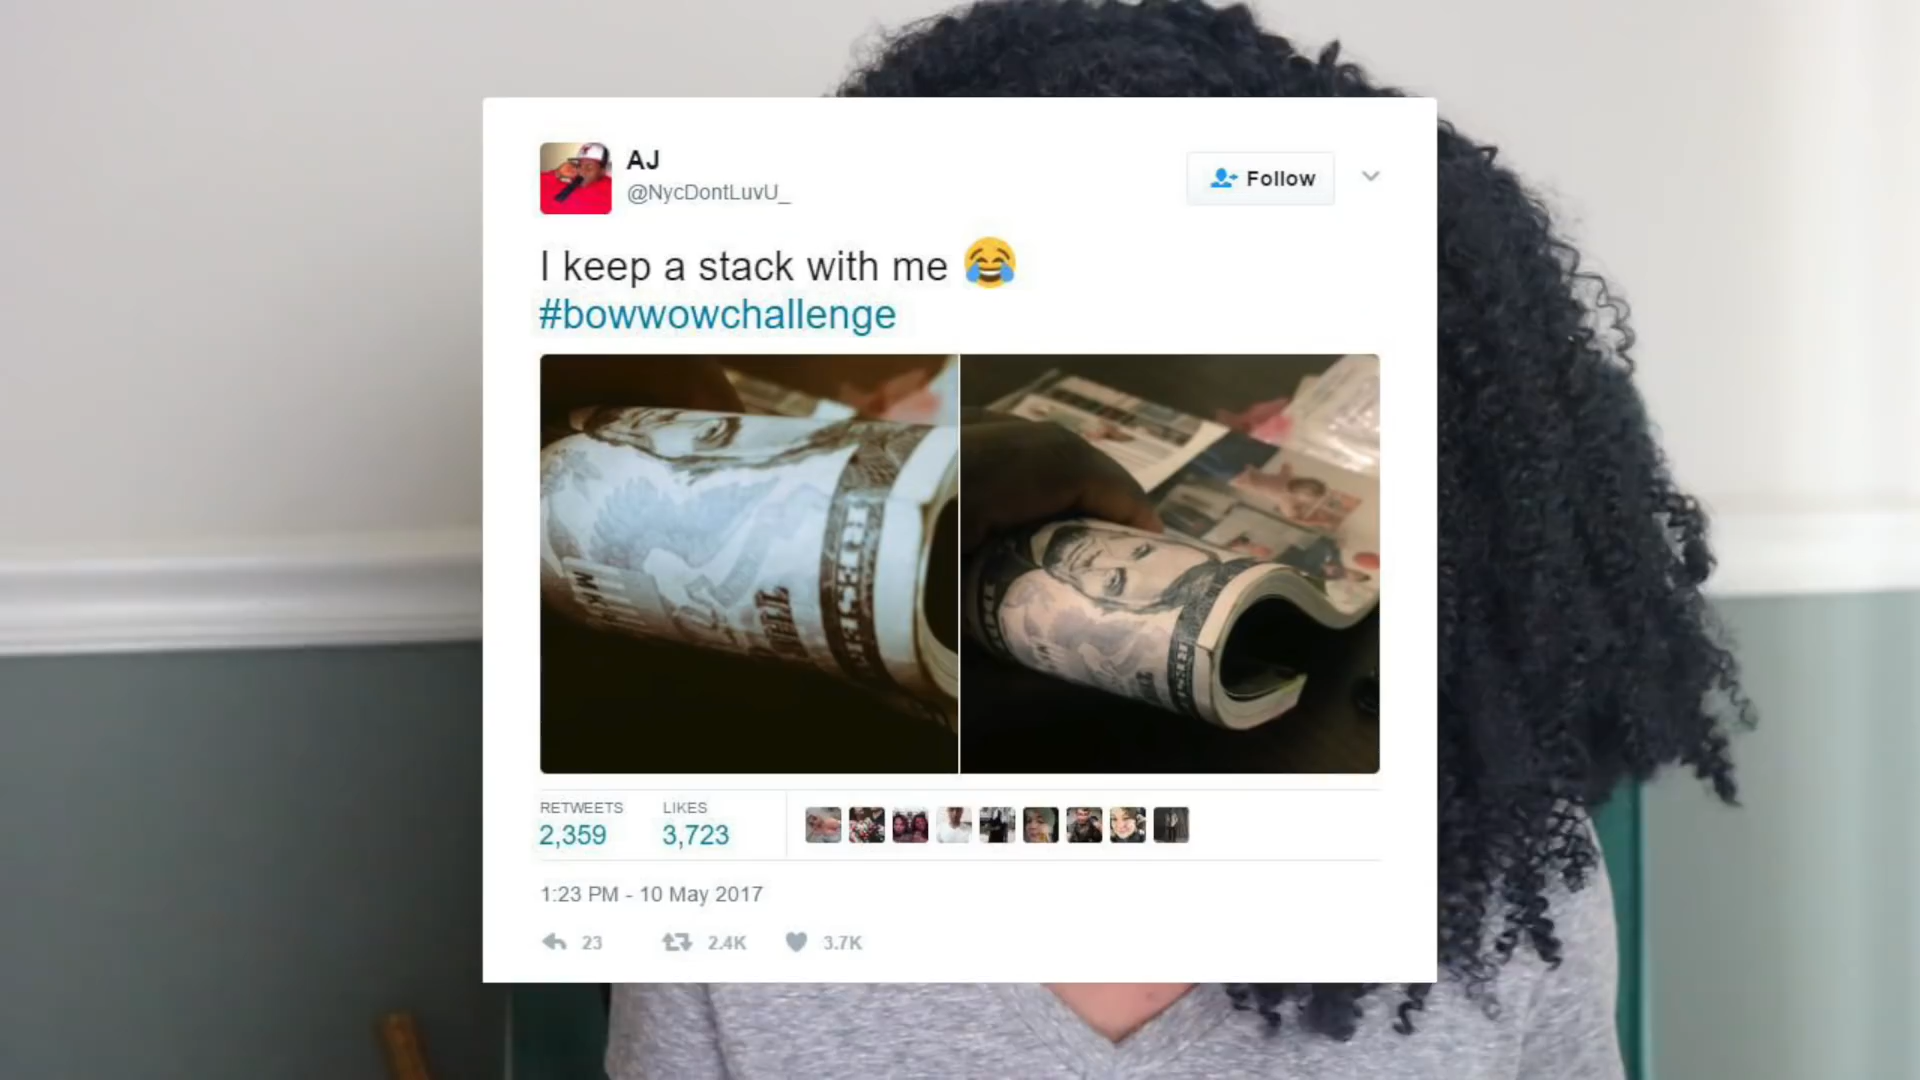 AJ
@NycDontLuvU_
Follow
I keep a stack with me 😂
#bowwowchallenge
RETWEETS
LIKES
2,359
3,723
1:23 PM - 10 May 2017
23
2.4K
3.7K